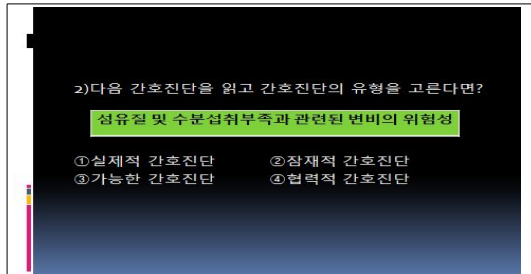 2)다음 간호진단을 읽고 간호진단의 유형을 고른다면?
섬유질 및 수분섭취부족과 관련된 변비의 위험성
①실제적 간호진단 ②잠재적 간호진단
③가능한 간호진단 ④협력적 간호진단